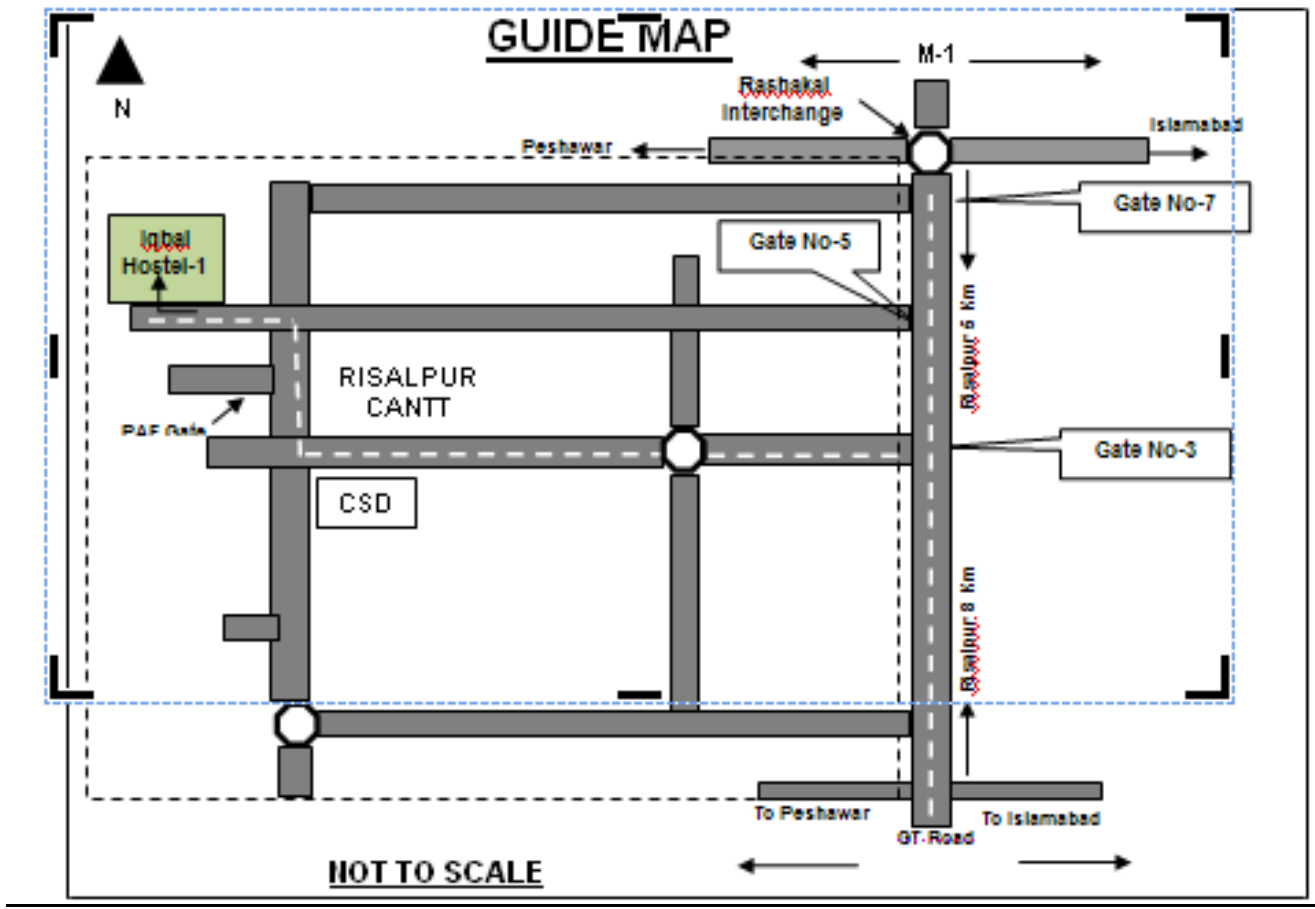 GUIDE MAP
N
M-1
Rashakai
Interchange
Peshawar
Islamabad
Gate No-7
Gate No-5
Iqbal
Hostel-1
Risalpur 6 Km
RISALPUR
CANTT
PAF Gate
Gate No-3
CSD
Risalpur 8 Km
To Peshawar
To Islamabad
GT-Road
NOT TO SCALE